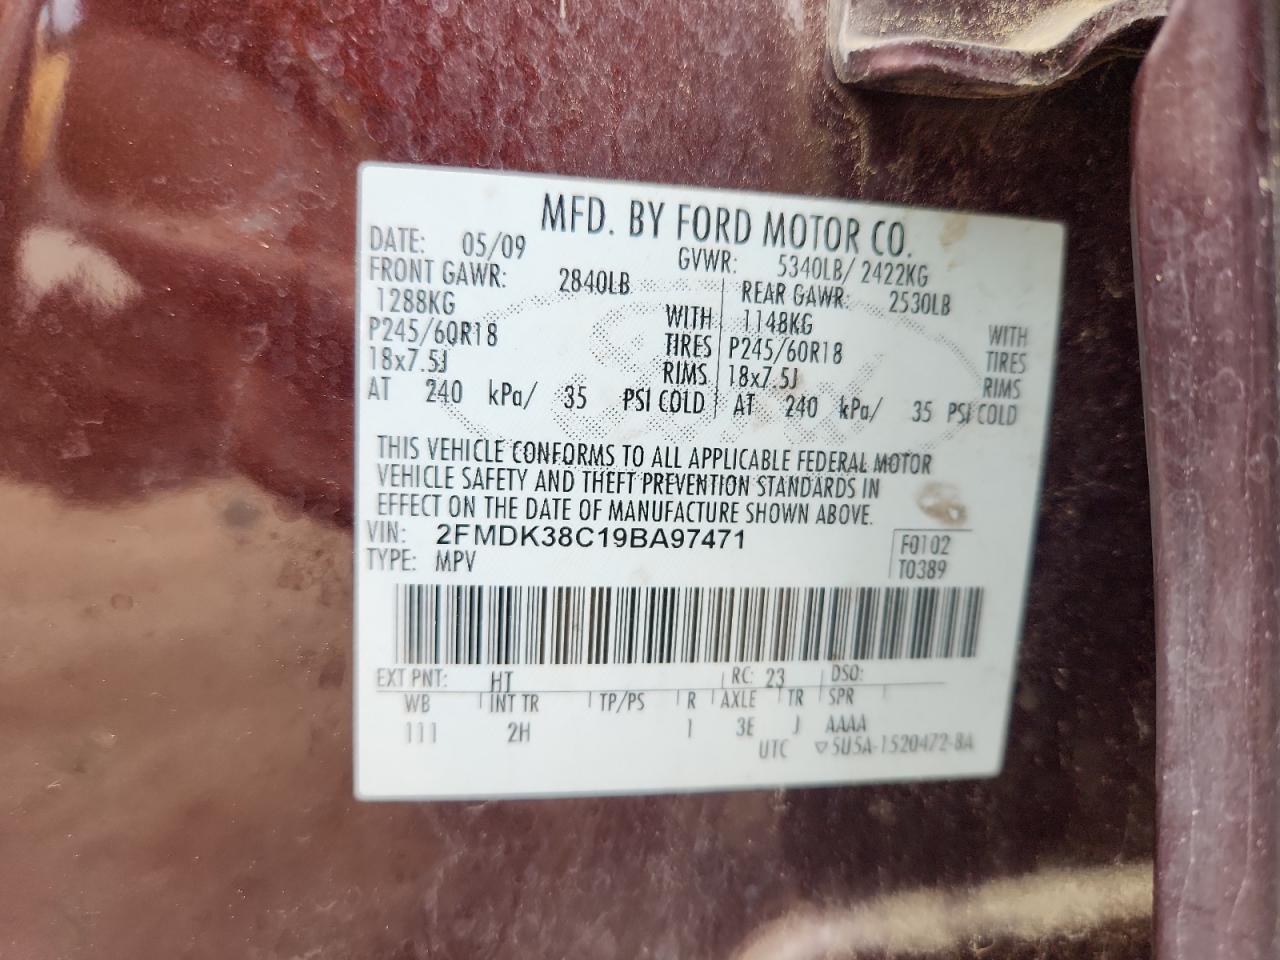 MFD. BY FORD MOTOR CO.
DATE: 05/09 GVWR: 5340LB/ 2422KG
FRONT GAWR: 2840LB REAR GAWR: 2530LB
1288KG WITH 1148KG WITH
P245/60R18 TIRES P245/60R18 TIRES
18x7.5J RIMS 18x7.5J RIMS
AT 240 kPa/ 35 PSI COLD AT 240 kPa/ 35 PSI COLD
THIS VEHICLE CONFORMS TO ALL APPLICABLE FEDERAL MOTOR
VEHICLE SAFETY AND THEFT PREVENTION STANDARDS IN
EFFECT ON THE DATE OF MANUFACTURE SHOWN ABOVE.
VIN: 2FMDK38C19BA97471 F0102
TYPE: MPV T0389
EXT PNT: HT RC: 23 DSO:
WB INT TR TP/PS R AXLE TR SPR
111 2H 1 3E J AAAA
UTC ▽5U5A-1520472-BA